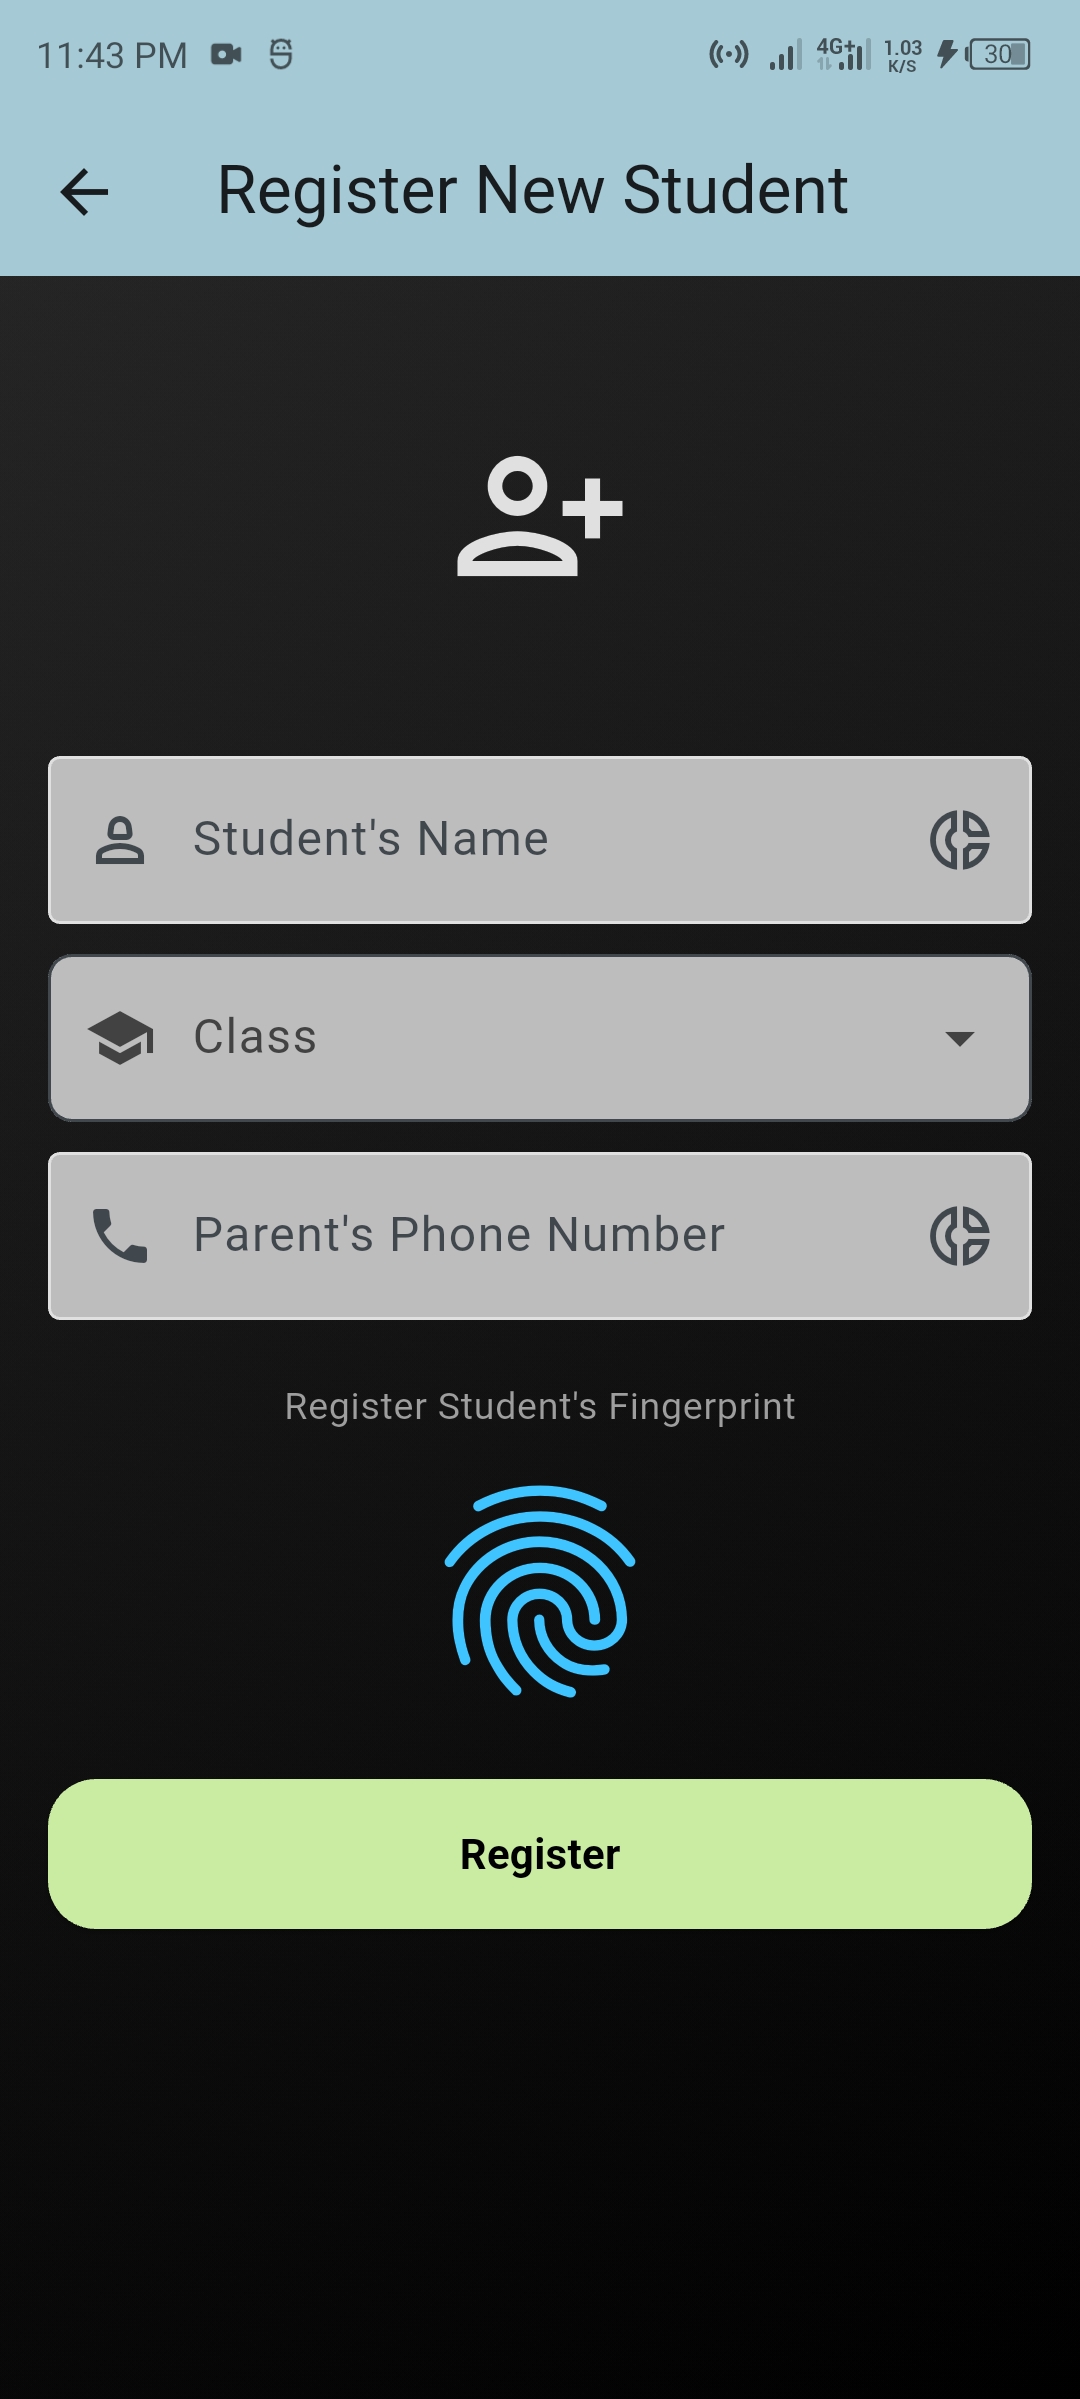 11:43 PM 4G+ 1.03 K/S 30
Register New Student
Student's Name
Class
Parent's Phone Number
Register Student's Fingerprint
Register